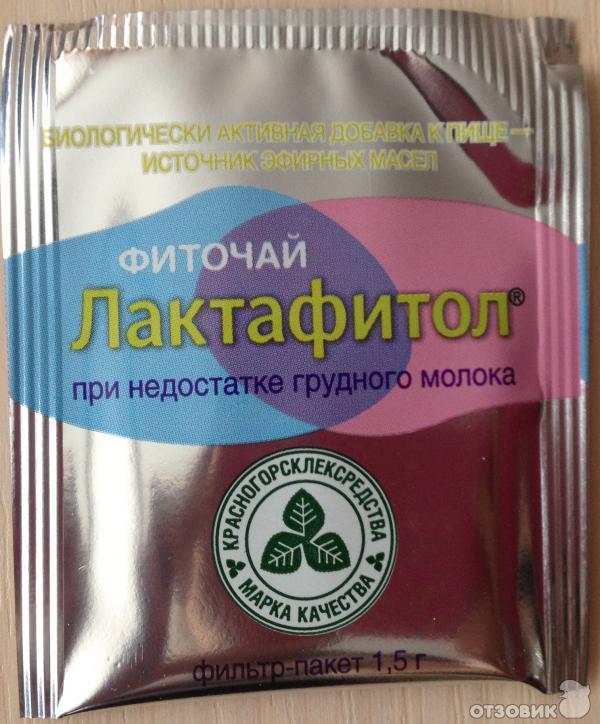 БИОЛОГИЧЕСКИ АКТИВНАЯ ДОБАВКА К ПИЩЕ —
ИСТОЧНИК ЭФИРНЫХ МАСЕЛ
ФИТОЧАЙ
Лактафитол®
при недостатке грудного молока
КРАСНОГОРСКЛЕКСРЕДСТВА
МАРКА КАЧЕСТВА
фильтр-пакет 1,5 г
ОТЗОВИК